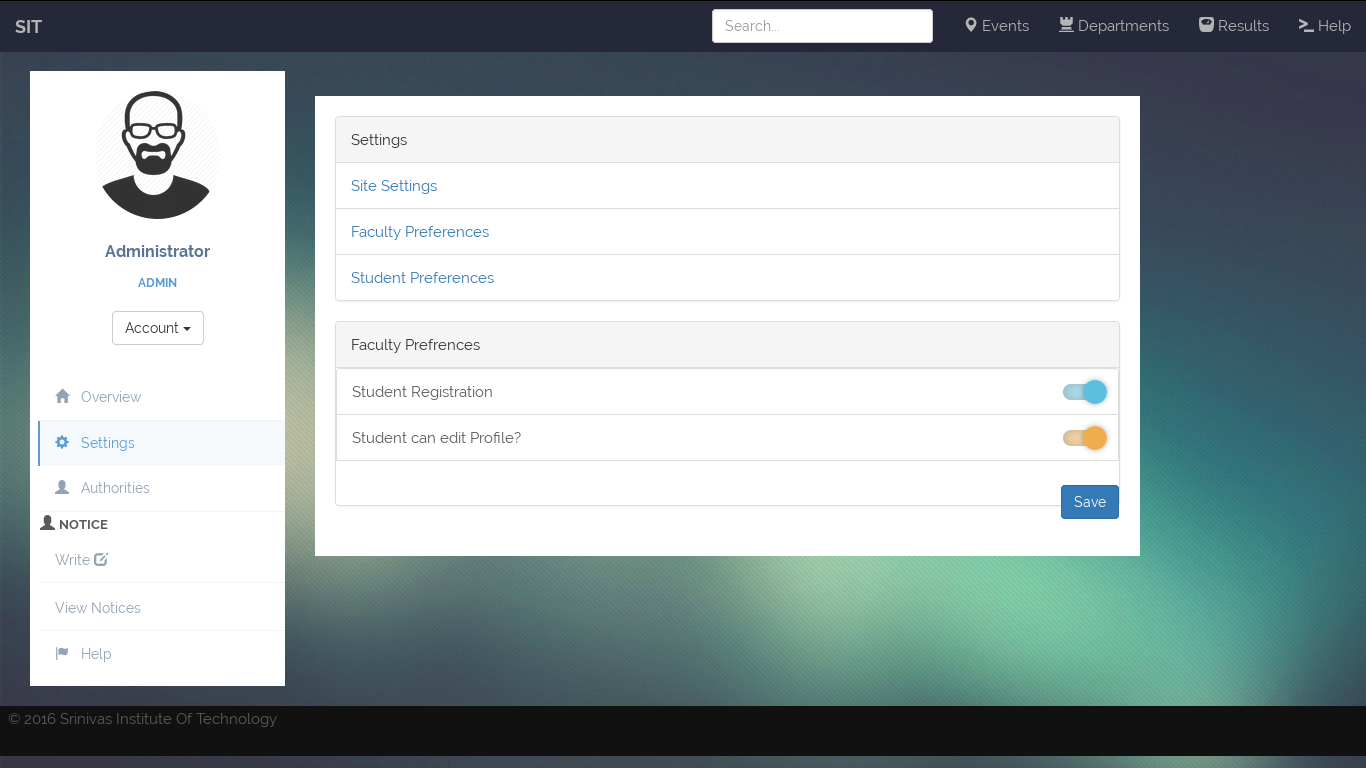 SIT
Search...
Events
Departments
Results
Help
Administrator
ADMIN
Account
Overview
Settings
Authorities
NOTICE
Write
View Notices
Help
Settings
Site Settings
Faculty Preferences
Student Preferences
Faculty Prefrences
Student Registration
Student can edit Profile?
Save
© 2016 Srinivas Institute Of Technology